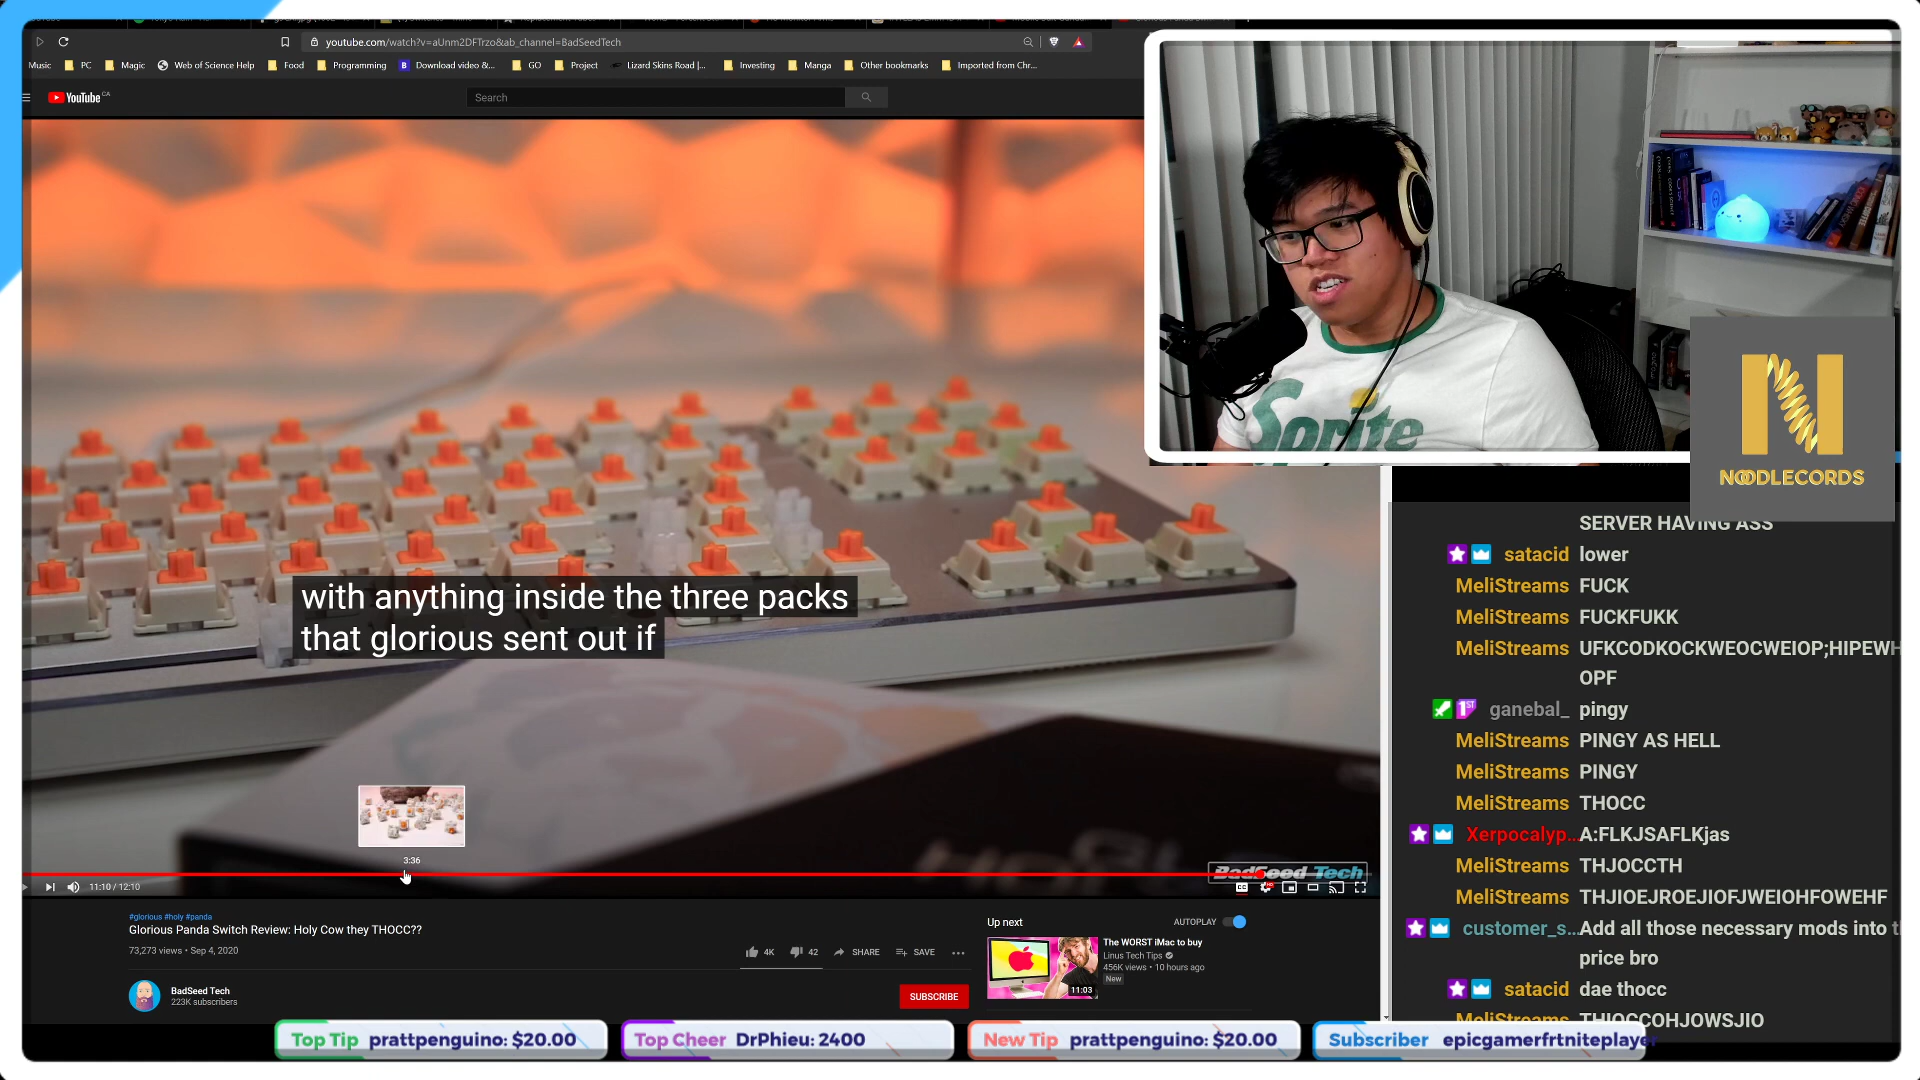 youtube.com/watch?v=aUnm2DFTrzo&ab_channel=BadSeedTech
Music
PC
Magic
Web of Science Help
Food
Programming
Download video &...
GO
Project
Lizard Skins Road |...
Investing
Manga
Other bookmarks
Imported from Chr...
YouTube CA
Search
Sprite
NOODLECORDS
with anything inside the three packs
that glorious sent out if
3:36
BadSeed Tech
11:10 / 12:10
#glorious #holy #panda
Glorious Panda Switch Review: Holy Cow they THOCC??
73,273 views • Sep 4, 2020
4K
42
SHARE
SAVE
BadSeed Tech
223K subscribers
SUBSCRIBE
Up next
AUTOPLAY
The WORST iMac to buy
Linus Tech Tips
456K views • 10 hours ago
New
11:03
SERVER HAVING ASS
satacid lower
MeliStreams FUCK
MeliStreams FUCKFUKK
MeliStreams UFKCODKOCKWEOCWEIOP;HIPEWH
OPF
ganebal_ pingy
MeliStreams PINGY AS HELL
MeliStreams PINGY
MeliStreams THOCC
Xerpocalyp... A:FLKJSAFLKjas
MeliStreams THJOCCTH
MeliStreams THJIOEJROEJIOFJWEIOHFOWEHF
customer_s... Add all those necessary mods into t
price bro
satacid dae thocc
MeliStreams THIOCCOHJOWSJIO
Top Tip prattpenguino: $20.00
Top Cheer DrPhieu: 2400
New Tip prattpenguino: $20.00
Subscriber epicgamerfrtniteplayer